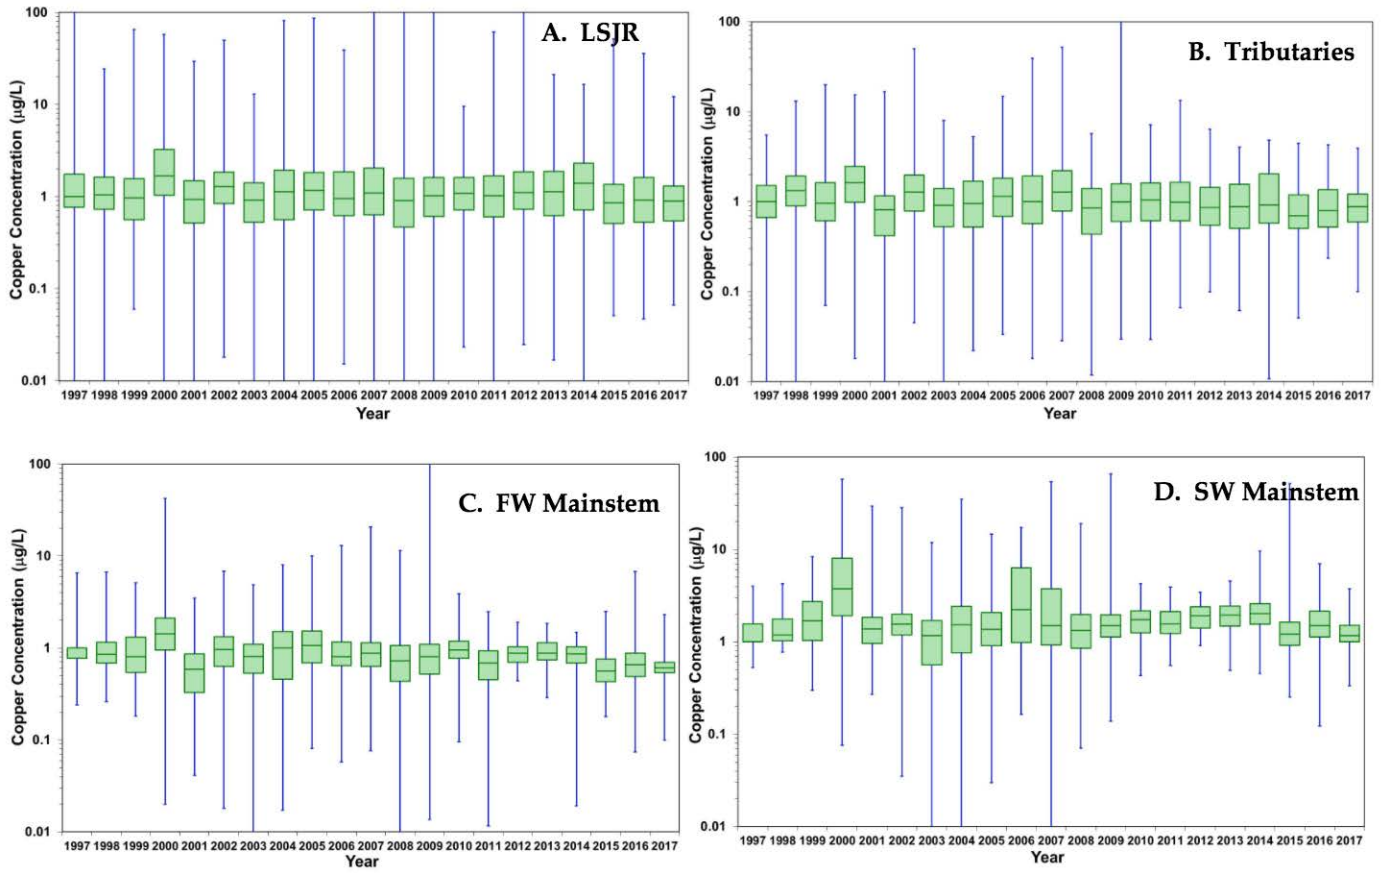 A. LSJR
Copper Concentration (µg/L)
100
10
1
0.1
0.01
1997 1998 1999 2000 2001 2002 2003 2004 2005 2006 2007 2008 2009 2010 2011 2012 2013 2014 2015 2016 2017
Year
B. Tributaries
Copper Concentration (µg/L)
100
10
1
0.1
0.01
1997 1998 1999 2000 2001 2002 2003 2004 2005 2006 2007 2008 2009 2010 2011 2012 2013 2014 2015 2016 2017
Year
C. FW Mainstem
Copper Concentration (µg/L)
100
10
1
0.1
0.01
1997 1998 1999 2000 2001 2002 2003 2004 2005 2006 2007 2008 2009 2010 2011 2012 2013 2014 2015 2016 2017
Year
D. SW Mainstem
Copper Concentration (µg/L)
100
10
1
0.1
0.01
1997 1998 1999 2000 2001 2002 2003 2004 2005 2006 2007 2008 2009 2010 2011 2012 2013 2014 2015 2016 2017
Year